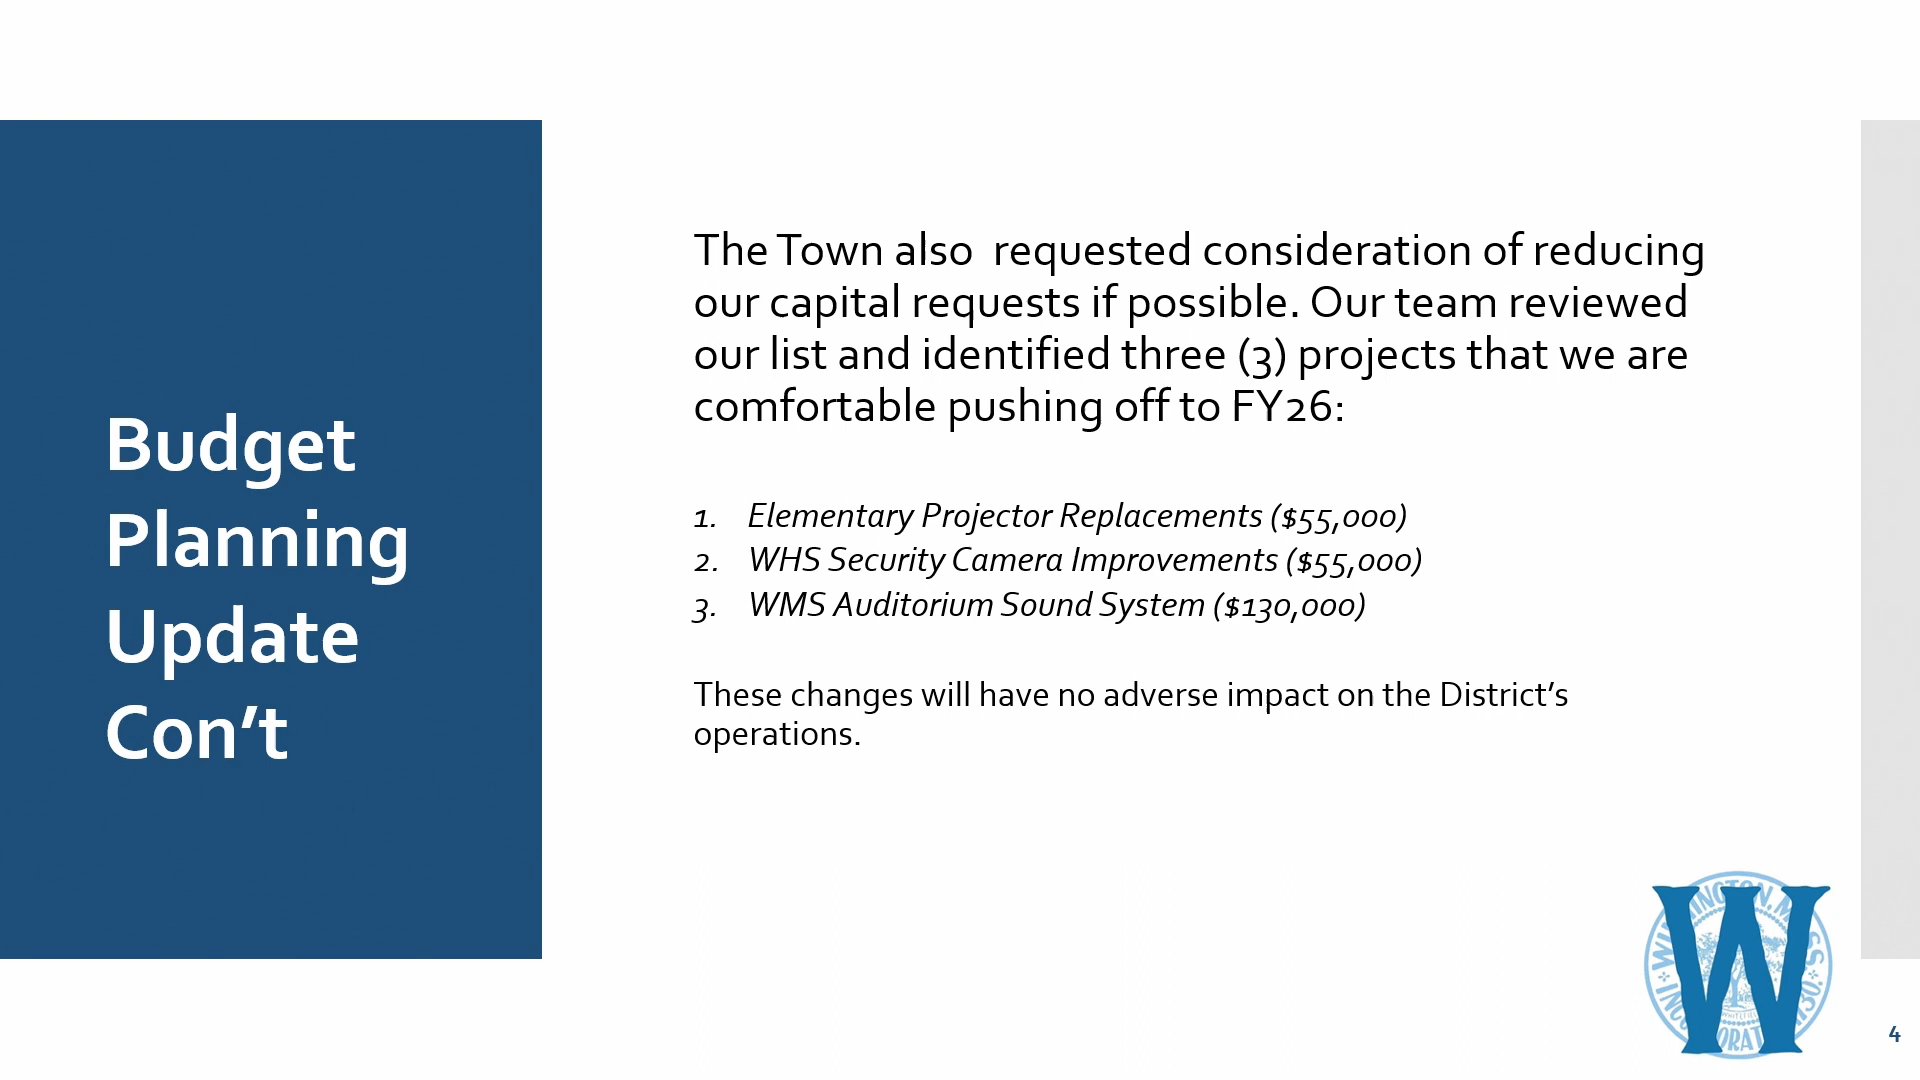 Budget
Planning
Update
Con’t
The Town also  requested consideration of reducing
our capital requests if possible. Our team reviewed
our list and identified three (3) projects that we are
comfortable pushing off to FY26:
1. Elementary Projector Replacements ($55,000)
2. WHS Security Camera Improvements ($55,000)
3. WMS Auditorium Sound System ($130,000)
These changes will have no adverse impact on the District’s
operations.
W
4